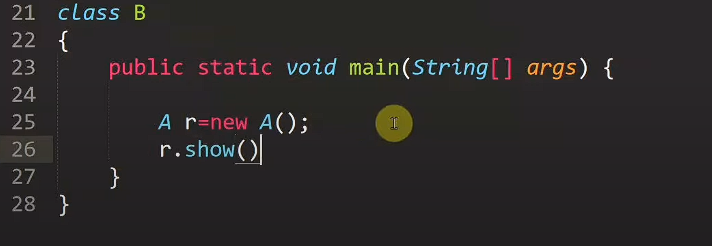 21 class B
22 {
23 public static void main(String[] args) {
24
25 A r=new A();
26 r.show()
27 }
28 }